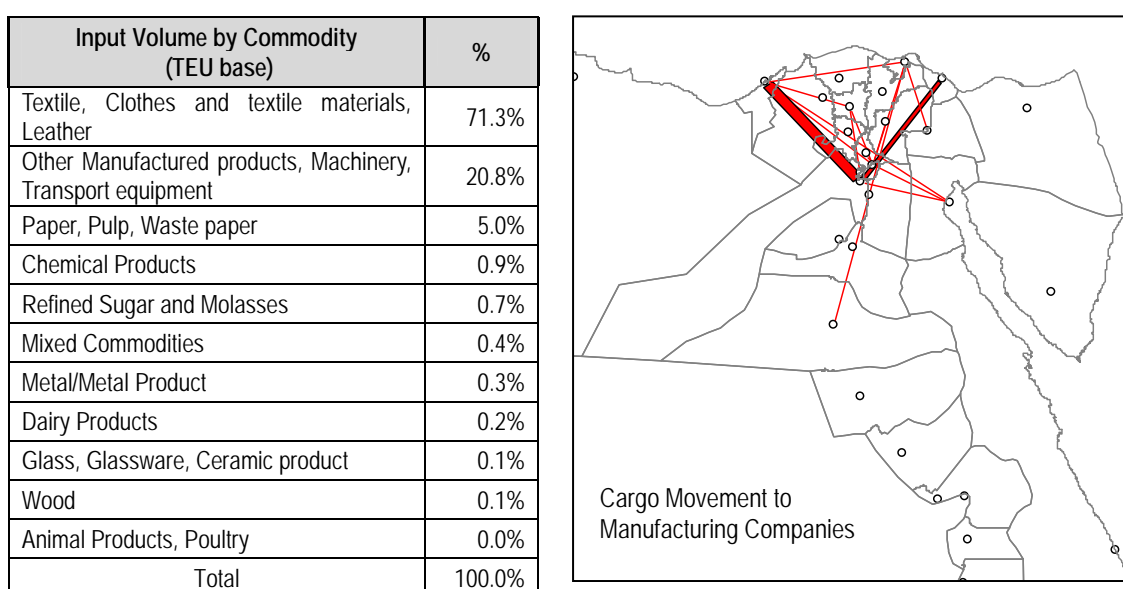 Input Volume by Commodity
(TEU base)
%
Textile, Clothes and textile materials,
Leather
71.3%
Other Manufactured products, Machinery,
Transport equipment
20.8%
Paper, Pulp, Waste paper
5.0%
Chemical Products
0.9%
Refined Sugar and Molasses
0.7%
Mixed Commodities
0.4%
Metal/Metal Product
0.3%
Dairy Products
0.2%
Glass, Glassware, Ceramic product
0.1%
Wood
0.1%
Animal Products, Poultry
0.0%
Total
100.0%
Cargo Movement to
Manufacturing Companies